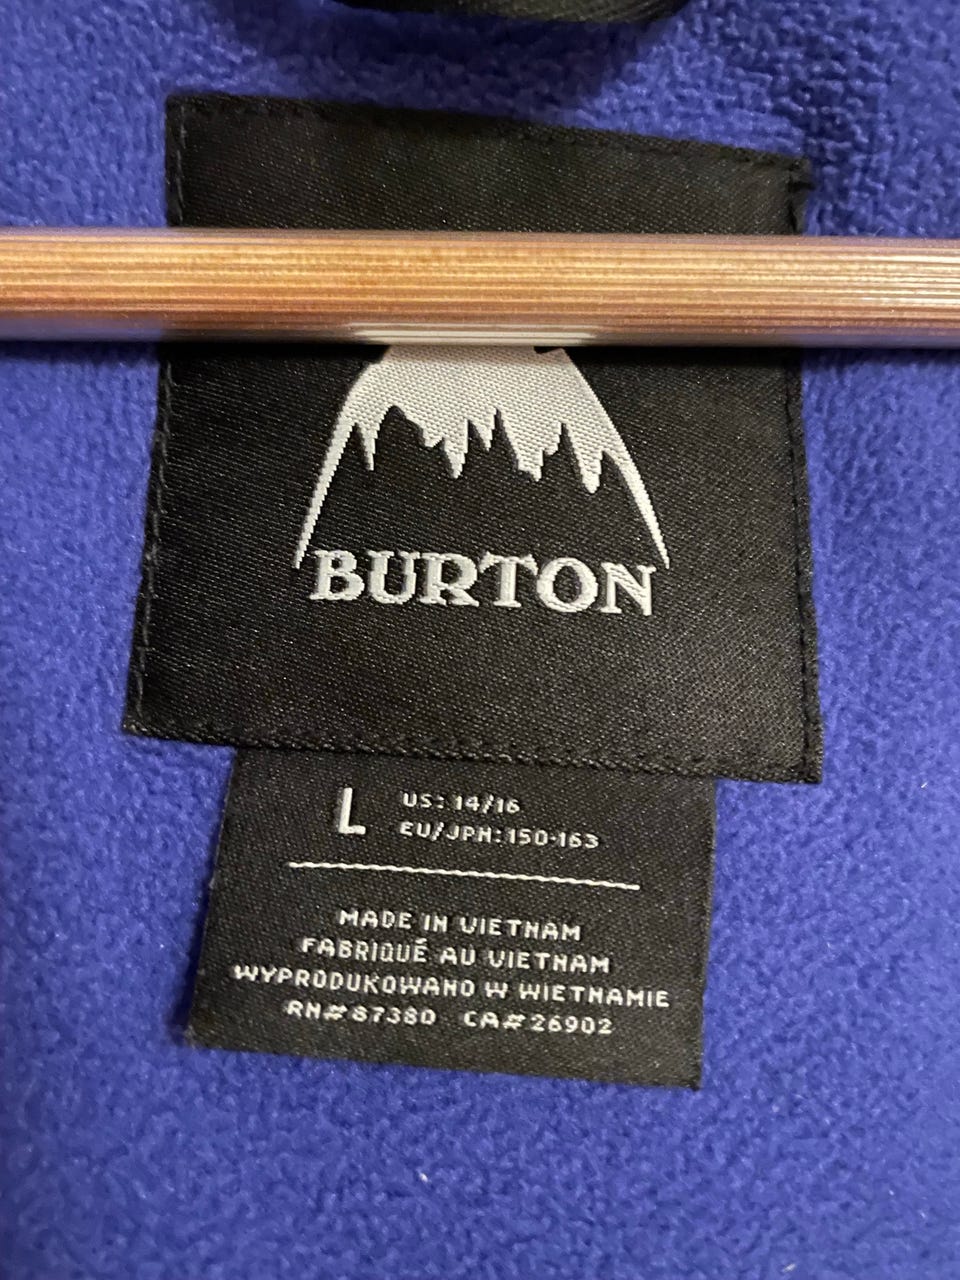 BURTON
L
US: 14/16
EU/JPN: 150-163
MADE IN VIETNAM
FABRIQUÉ AU VIETNAM
WYPRODUKOWANO W WIETNAMIE
RN# 87380 CA# 26902